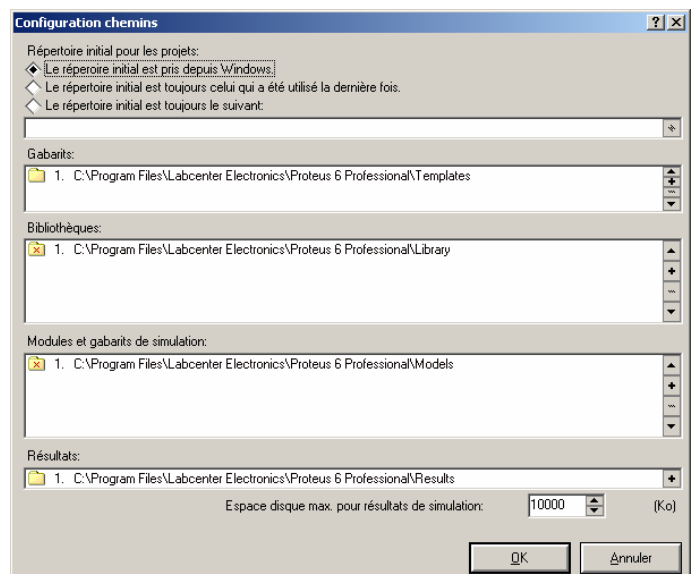 Configuration chemins
Répertoire initial pour les projets:
Le réperoire initial est pris depuis Windows.
Le répertoire initial est toujours celui qui a été utilisé la dernière fois.
Le répertoire initial est toujours le suivant:
Gabarits:
1. C:\Program Files\Labcenter Electronics\Proteus 6 Professional\Templates
Bibliothèques:
1. C:\Program Files\Labcenter Electronics\Proteus 6 Professional\Library
Modules et gabarits de simulation:
1. C:\Program Files\Labcenter Electronics\Proteus 6 Professional\Models
Résultats:
1. C:\Program Files\Labcenter Electronics\Proteus 6 Professional\Results
Espace disque max. pour résultats de simulation: 10000 (Ko)
OK Annuler